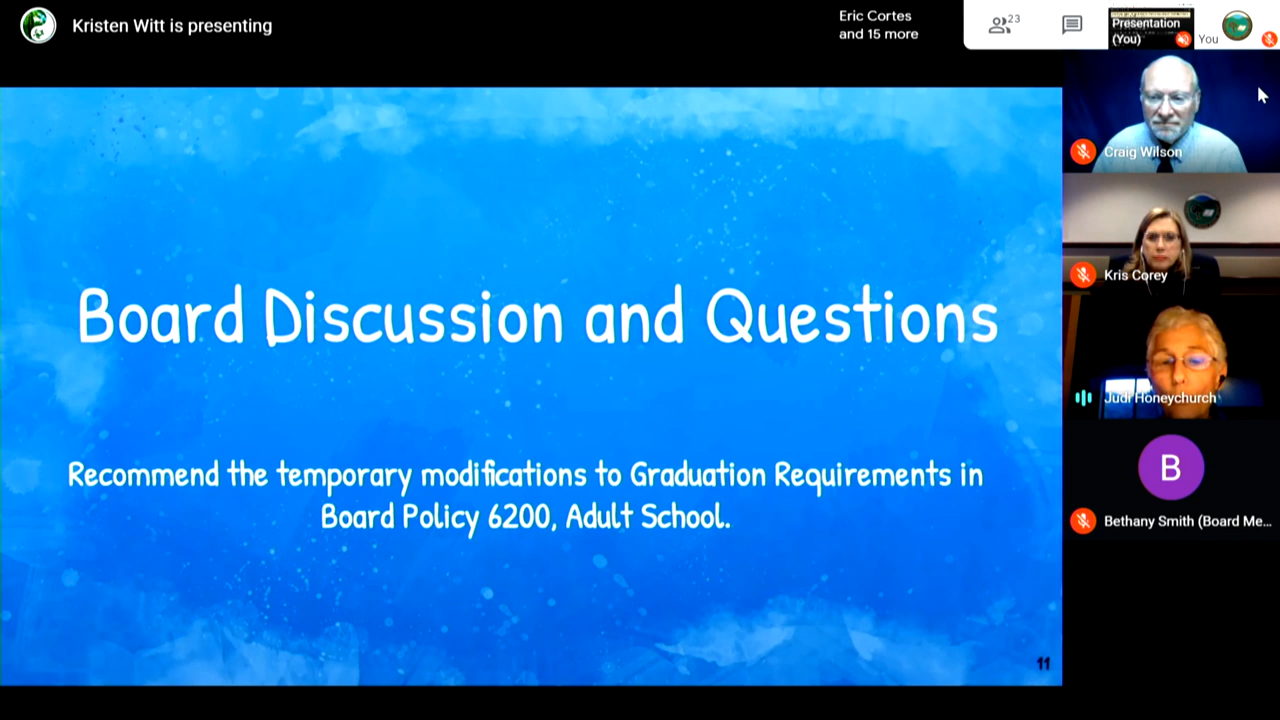 Kristen Witt is presenting
Eric Cortes
and 15 more
23
Presentation
(You)
You
Craig Wilson
Kris Corey
Judi Honeychurch
B
Bethany Smith (Board Me...
Board Discussion and Questions
Recommend the temporary modifications to Graduation Requirements in
Board Policy 6200, Adult School.
11